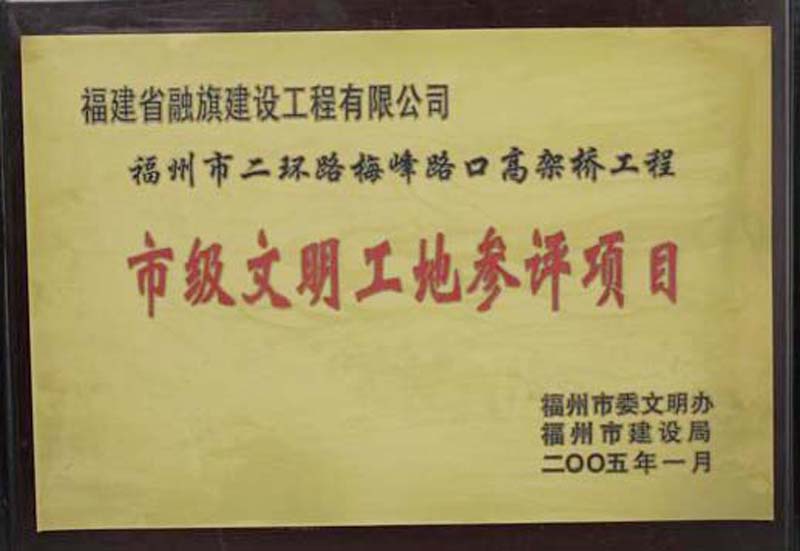 福建省融旗建设工程有限公司
福州市二环路梅峰路口高架桥工程
市级文明工地参评项目
福州市委文明办
福州市建设局
二〇〇五年一月